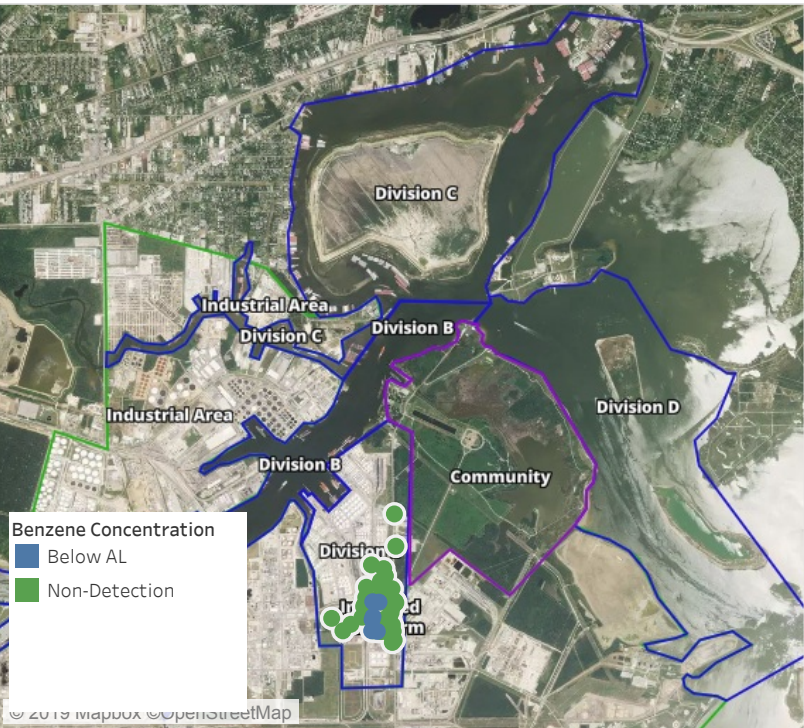 Division C
Industrial Area
Division B
Division C
Division D
Industrial Area
Division B
Community
Benzene Concentration
Below AL
Division
Non-Detection
© 2019 Mapbox ©OpenStreetMap